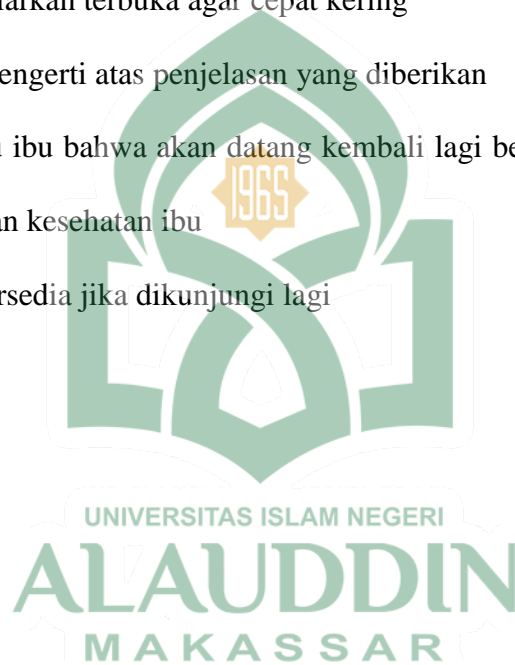 arkan terbuka agar cepat kering
engerti atas penjelasan yang diberikan
ibu bahwa akan datang kembali lagi be
an kesehatan ibu
1965
rsedia jika dikunjungi lagi
UNIVERSITAS ISLAM NEGERI
ALAUDDIN
MAKASSAR